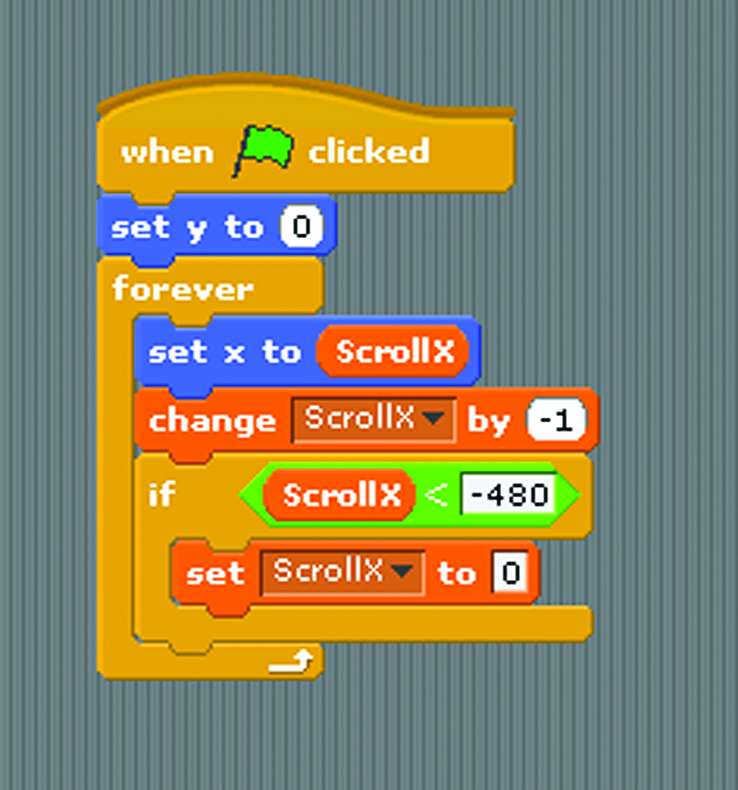 when clicked
set y to 0
forever
set x to ScrollX
change ScrollX by -1
if ScrollX < -480
set ScrollX to 0